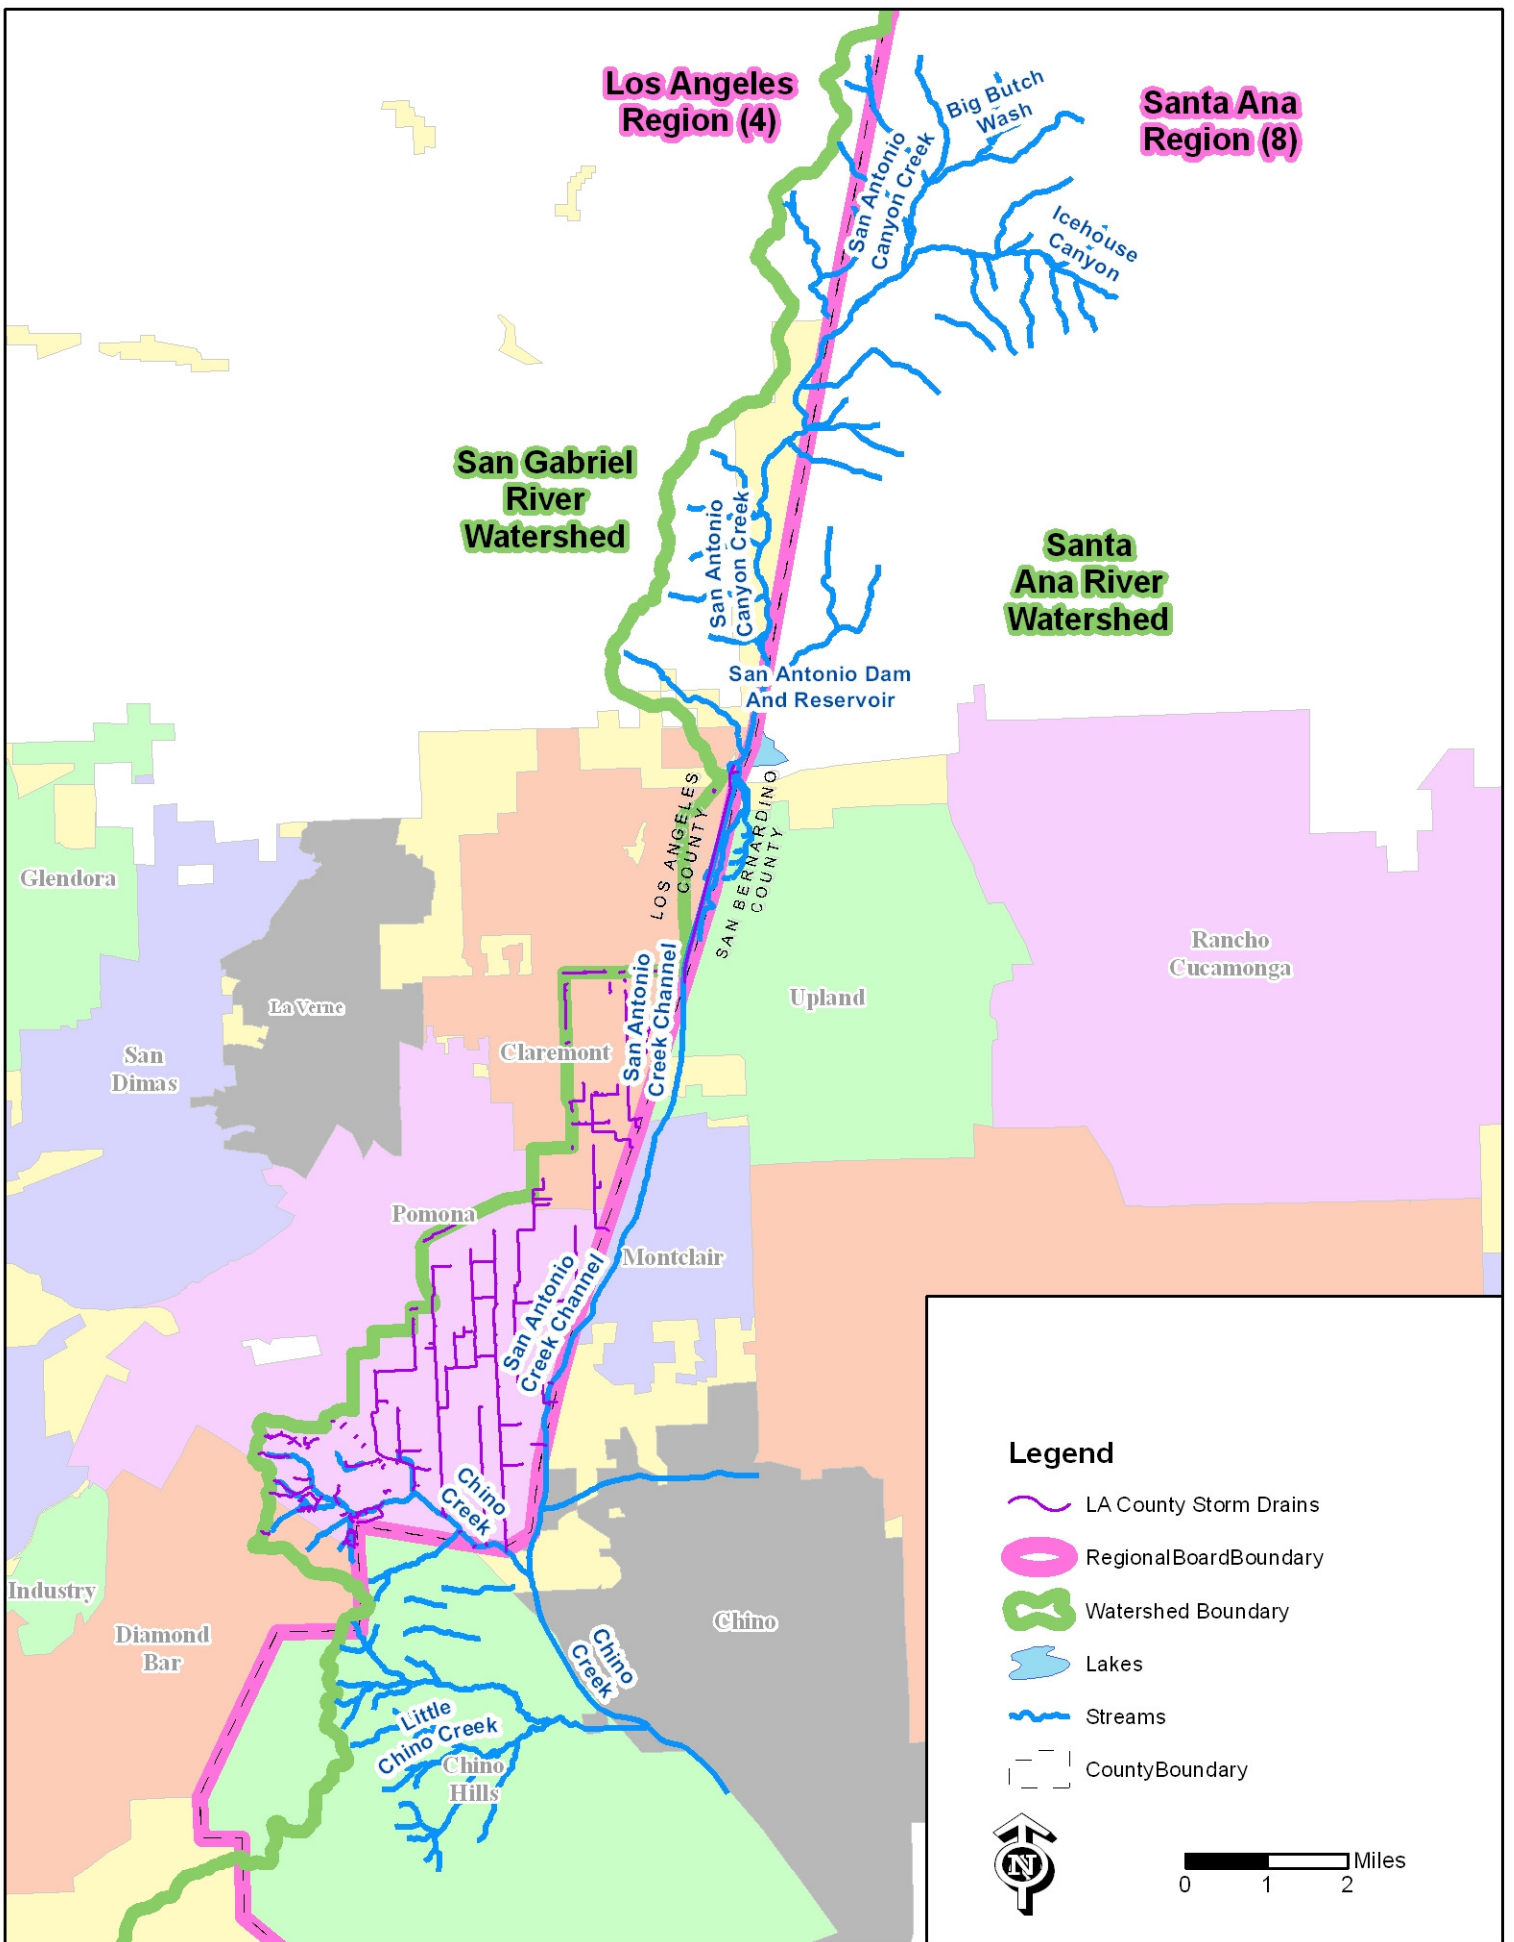 Los Angeles
Region (4)
Santa Ana
Region (8)
Big Butch
Wash
San Antonio
Canyon Creek
Icehouse
Canyon
San Gabriel
River
Watershed
San Antonio
Canyon Creek
Santa
Ana River
Watershed
San Antonio Dam
And Reservoir
LOS ANGELES
COUNTY
SAN BERNARDINO
COUNTY
Glendora
Rancho
Cucamonga
La Verne
Upland
San Antonio
Creek Channel
Claremont
San
Dimas
Pomona
Montclair
San Antonio
Creek Channel
Chino
Creek
Industry
Diamond
Bar
Chino
Chino
Creek
Little
Chino Creek
Chino
Hills
Legend
LA County Storm Drains
RegionalBoardBoundary
Watershed Boundary
Lakes
Streams
CountyBoundary
N
Miles
0 1 2